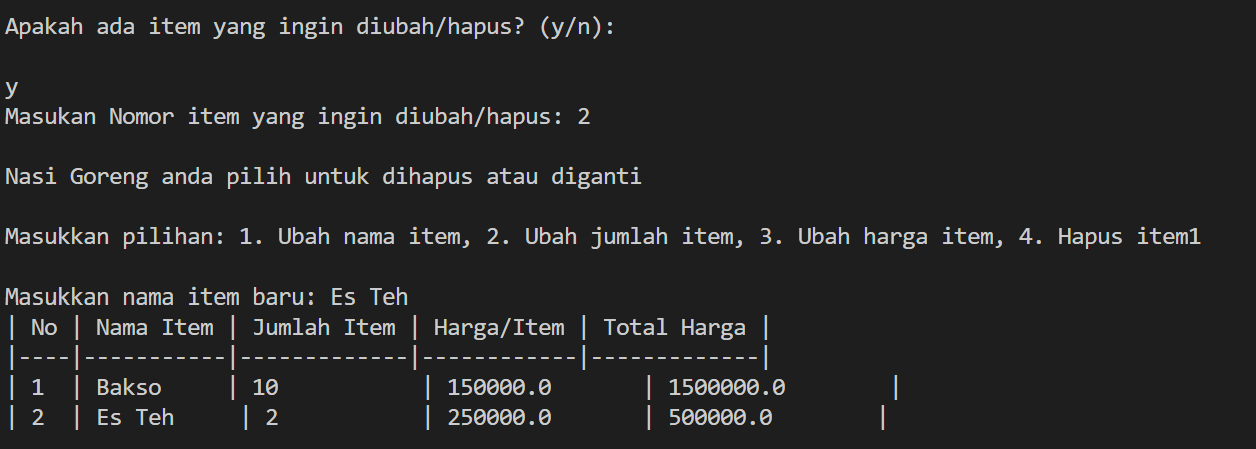 Apakah ada item yang ingin diubah/hapus? (y/n):
y
Masukan Nomor item yang ingin diubah/hapus: 2
Nasi Goreng anda pilih untuk dihapus atau diganti
Masukkan pilihan: 1. Ubah nama item, 2. Ubah jumlah item, 3. Ubah harga item, 4. Hapus item1
Masukkan nama item baru: Es Teh
| No | Nama Item | Jumlah Item | Harga/Item | Total Harga |
|----|-----------|-------------|------------|-------------|
| 1  | Bakso     | 10           | 150000.0       | 1500000.0        |
| 2  | Es Teh     | 2           | 250000.0       | 500000.0        |